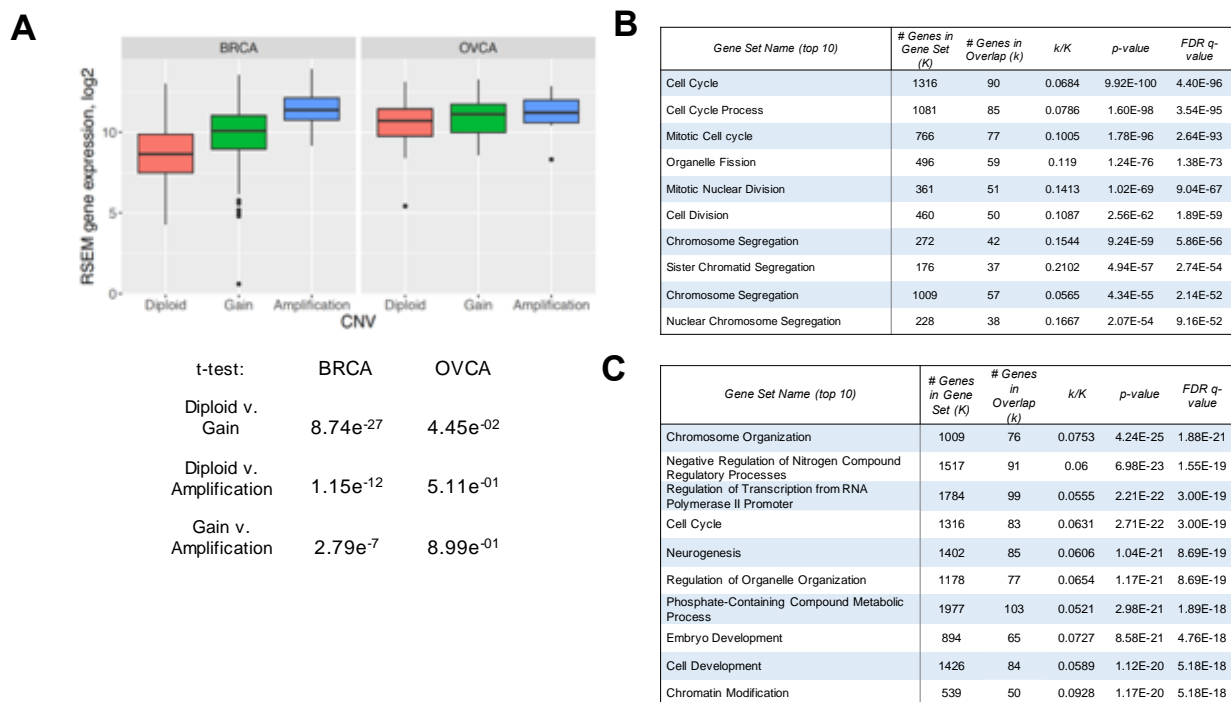 A
BRCA OVCA
RSEM gene expression, log2
10
5
0
Diploid Gain Amplification Diploid Gain Amplification
CNV
t-test: BRCA OVCA
Diploid v.
Gain 8.74e-27 4.45e-02
Diploid v.
Amplification 1.15e-12 5.11e-01
Gain v.
Amplification 2.79e-7 8.99e-01
B
Gene Set Name (top 10) # Genes in Gene Set (K) # Genes in Overlap (k) k/K p-value FDR q-value
Cell Cycle 1316 90 0.0684 9.92E-100 4.40E-96
Cell Cycle Process 1081 85 0.0786 1.60E-98 3.54E-95
Mitotic Cell cycle 766 77 0.1005 1.78E-96 2.64E-93
Organelle Fission 496 59 0.119 1.24E-76 1.38E-73
Mitotic Nuclear Division 361 51 0.1413 1.02E-69 9.04E-67
Cell Division 460 50 0.1087 2.56E-62 1.89E-59
Chromosome Segregation 272 42 0.1544 9.24E-59 5.86E-56
Sister Chromatid Segregation 176 37 0.2102 4.94E-57 2.74E-54
Chromosome Segregation 1009 57 0.0565 4.34E-55 2.14E-52
Nuclear Chromosome Segregation 228 38 0.1667 2.07E-54 9.16E-52
C
Gene Set Name (top 10) # Genes in Gene Set (K) # Genes in Overlap (k) k/K p-value FDR q-value
Chromosome Organization 1009 76 0.0753 4.24E-25 1.88E-21
Negative Regulation of Nitrogen Compound
Regulatory Processes 1517 91 0.06 6.98E-23 1.55E-19
Regulation of Transcription from RNA
Polymerase II Promoter 1784 99 0.0555 2.21E-22 3.00E-19
Cell Cycle 1316 83 0.0631 2.71E-22 3.00E-19
Neurogenesis 1402 85 0.0606 1.04E-21 8.69E-19
Regulation of Organelle Organization 1178 77 0.0654 1.17E-21 8.69E-19
Phosphate-Containing Compound Metabolic
Process 1977 103 0.0521 2.98E-21 1.89E-18
Embryo Development 894 65 0.0727 8.58E-21 4.76E-18
Cell Development 1426 84 0.0589 1.12E-20 5.18E-18
Chromatin Modification 539 50 0.0928 1.17E-20 5.18E-18